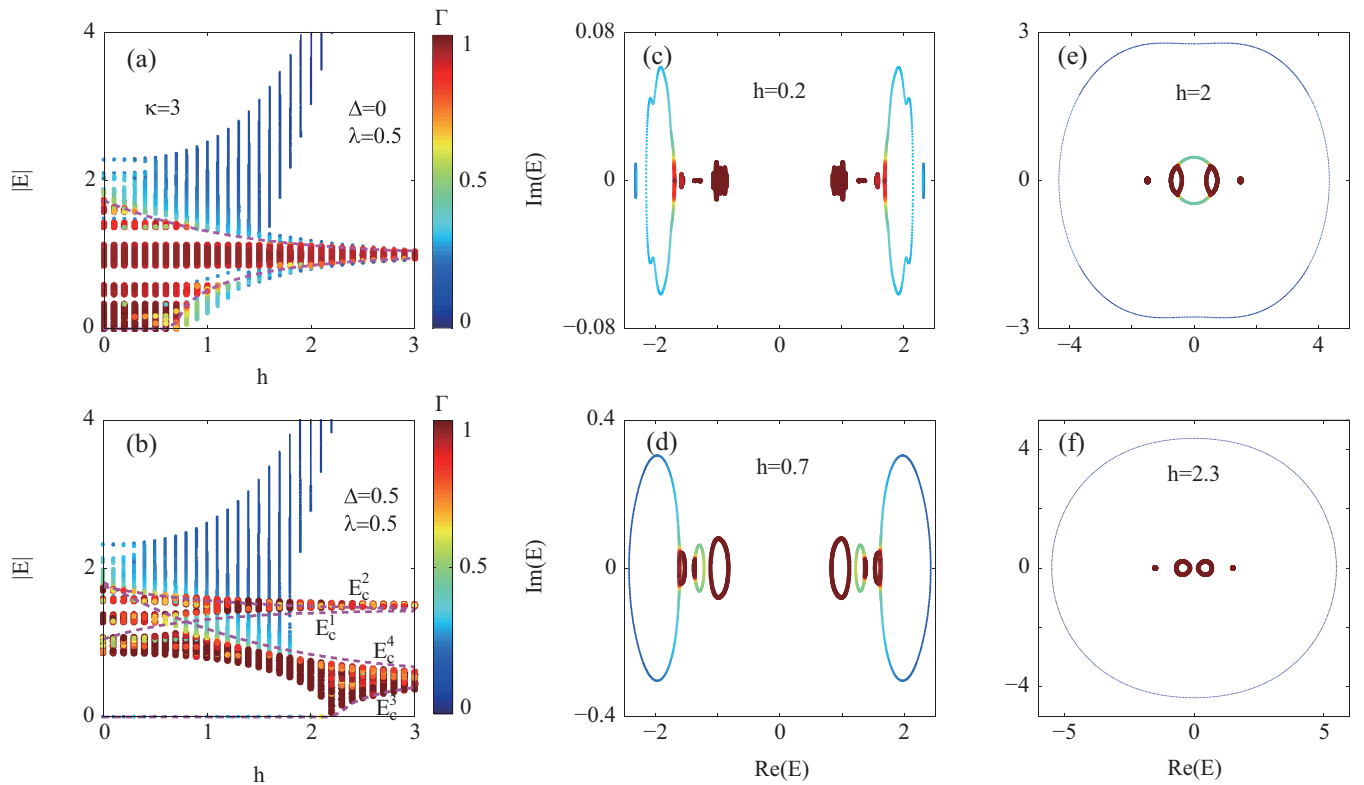 (a)
κ=3
Δ=0
λ=0.5
|E|
4
2
0
0
1
2
3
h
Γ
1
0.5
0
(c)
h=0.2
Im(E)
0.08
0
−0.08
−2
0
2
(e)
h=2
3
0
−3
−4
0
4
(b)
Δ=0.5
λ=0.5
E_c^2
E_c^1
E_c^4
E_c^3
|E|
4
2
0
0
1
2
3
h
Γ
1
0.5
0
(d)
h=0.7
Im(E)
0.4
0
−0.4
−2
0
2
Re(E)
(f)
h=2.3
4
0
−4
−5
0
5
Re(E)